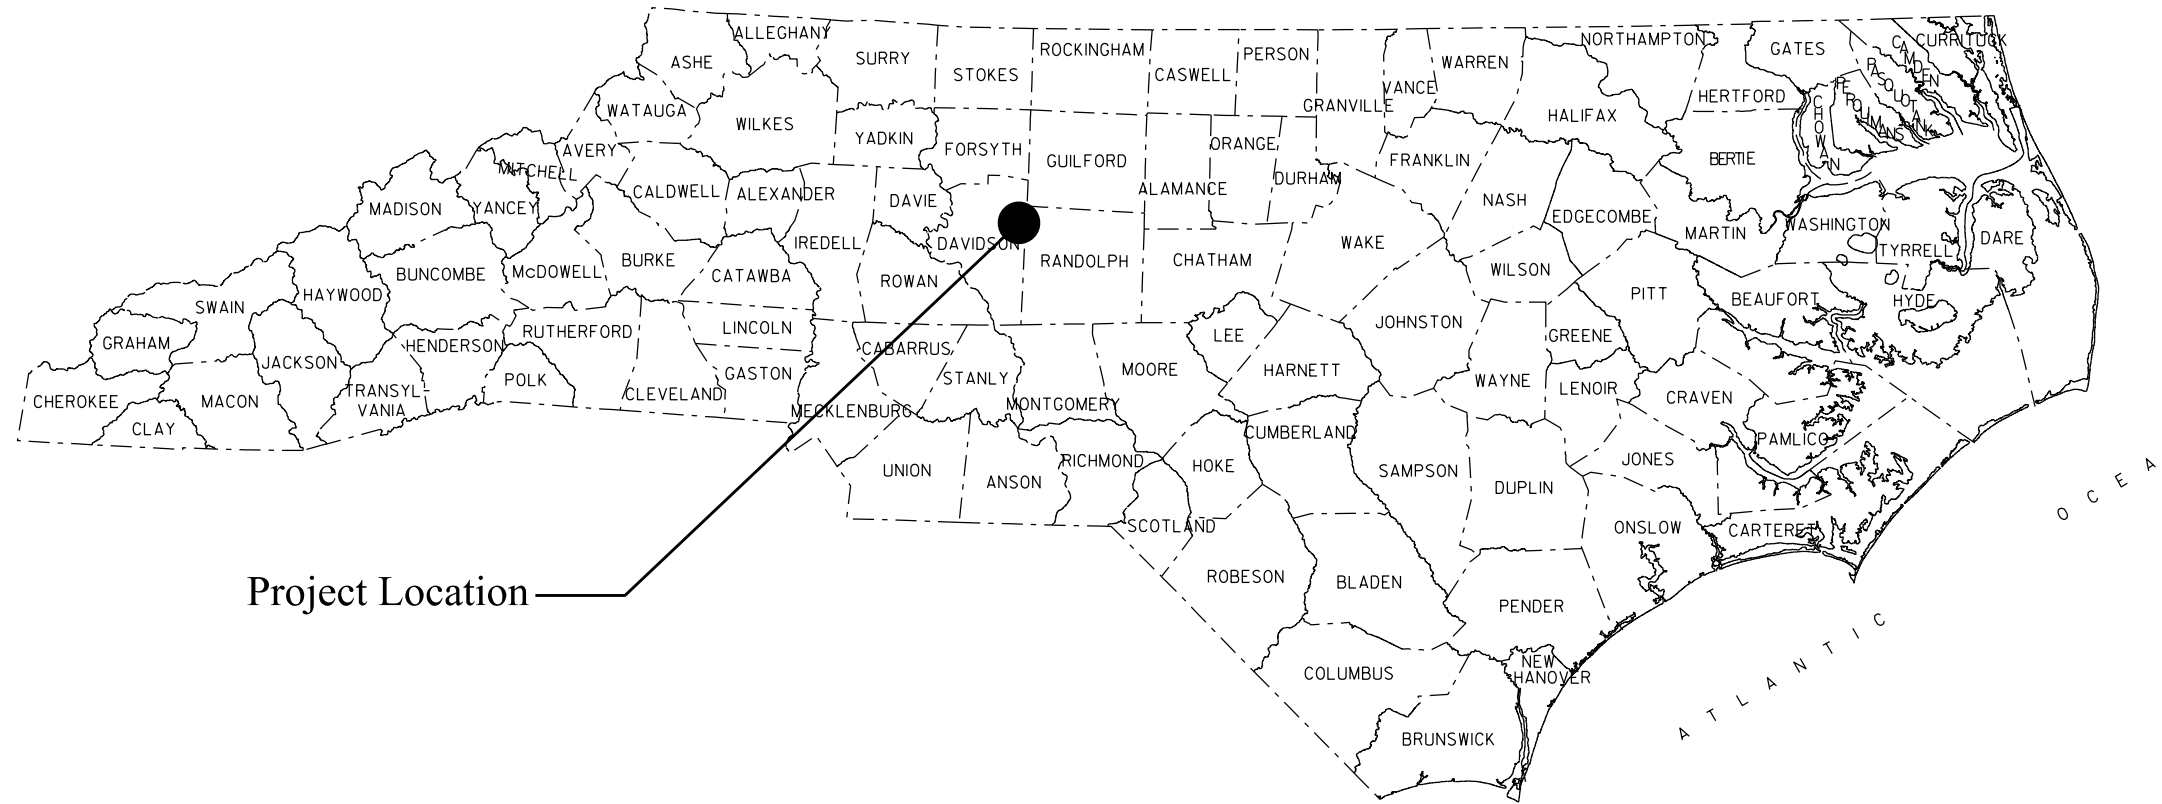 ALLEGHANY
ASHE
SURRY
STOKES
ROCKINGHAM
CASWELL
PERSON
GRANVILLE
VANCE
WARREN
NORTHAMPTON
GATES
CAMDEN
CURRITUCK
PASQUOTANK
PERQUIMANS
CHOWAN
HERTFORD
HALIFAX
BERTIE
WATAUGA
WILKES
YADKIN
FORSYTH
GUILFORD
ALAMANCE
ORANGE
DURHAM
FRANKLIN
NASH
EDGECOMBE
MARTIN
WASHINGTON
TYRRELL
DARE
AVERY
MITCHELL
CALDWELL
ALEXANDER
DAVIE
MADISON
YANCEY
IREDELL
DAVIDSON
RANDOLPH
CHATHAM
WAKE
WILSON
PITT
BEAUFORT
HYDE
BUNCOMBE
McDOWELL
BURKE
CATAWBA
ROWAN
SWAIN
HAYWOOD
GRAHAM
JACKSON
HENDERSON
RUTHERFORD
LINCOLN
CABARRUS
LEE
JOHNSTON
GREENE
CHEROKEE
CLAY
MACON
TRANSYL-
VANIA
POLK
CLEVELAND
GASTON
MECKLENBURG
STANLY
MONTGOMERY
MOORE
HARNETT
WAYNE
LENOIR
CRAVEN
PAMLICO
UNION
ANSON
RICHMOND
HOKE
CUMBERLAND
SAMPSON
DUPLIN
JONES
SCOTLAND
ONSLOW
CARTERET
ROBESON
BLADEN
PENDER
Project Location
COLUMBUS
NEW
HANOVER
BRUNSWICK
ATLANTIC
OCEA